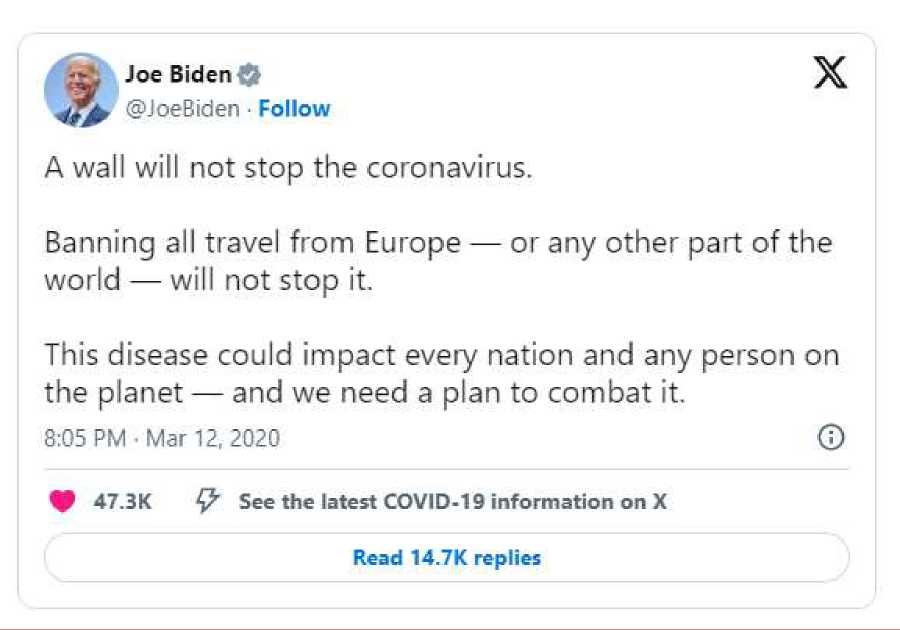 Joe Biden
@JoeBiden · Follow
A wall will not stop the coronavirus.
Banning all travel from Europe — or any other part of the
world — will not stop it.
This disease could impact every nation and any person on
the planet — and we need a plan to combat it.
8:05 PM · Mar 12, 2020
47.3K See the latest COVID-19 information on X
Read 14.7K replies